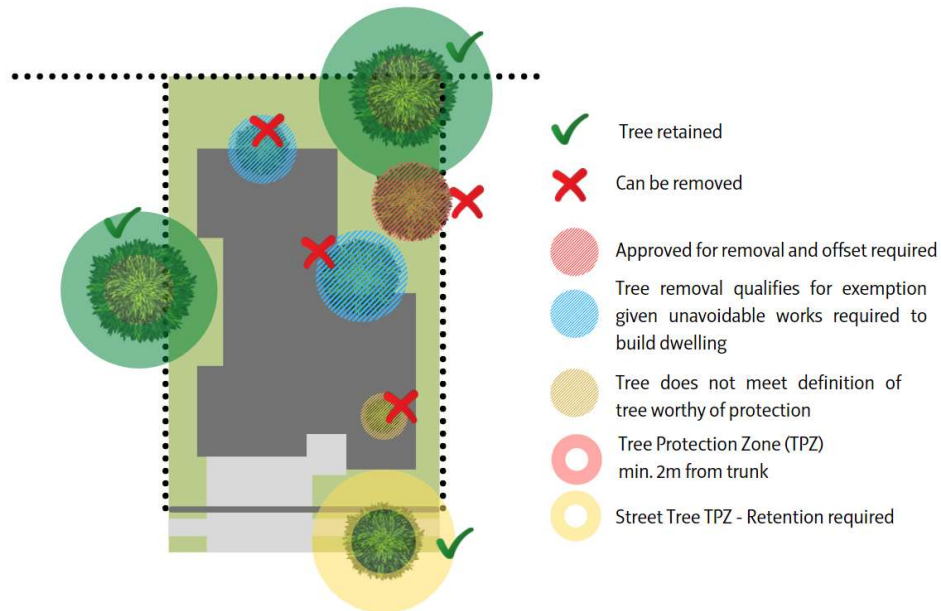 Tree retained
Can be removed
Approved for removal and offset required
Tree removal qualifies for exemption
given unavoidable works required to
build dwelling
Tree does not meet definition of
tree worthy of protection
Tree Protection Zone (TPZ)
min. 2m from trunk
Street Tree TPZ - Retention required